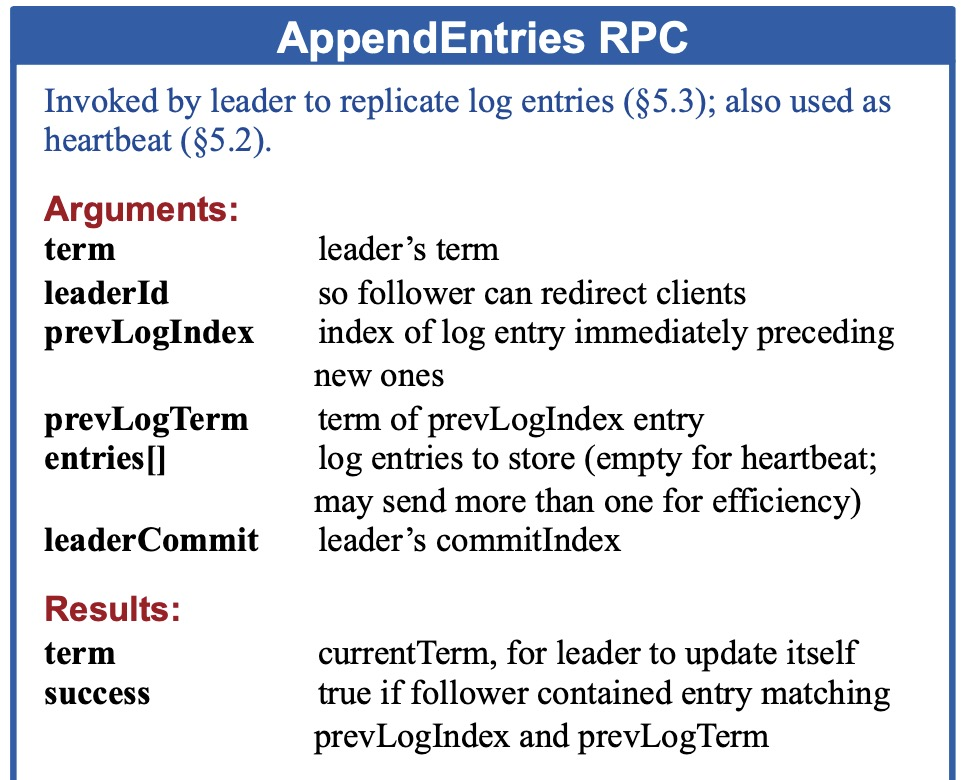 AppendEntries RPC
Invoked by leader to replicate log entries (§5.3); also used as
heartbeat (§5.2).
Arguments:
term leader’s term
leaderId so follower can redirect clients
prevLogIndex index of log entry immediately preceding
new ones
prevLogTerm term of prevLogIndex entry
entries[] log entries to store (empty for heartbeat;
may send more than one for efficiency)
leaderCommit leader’s commitIndex
Results:
term currentTerm, for leader to update itself
success true if follower contained entry matching
prevLogIndex and prevLogTerm